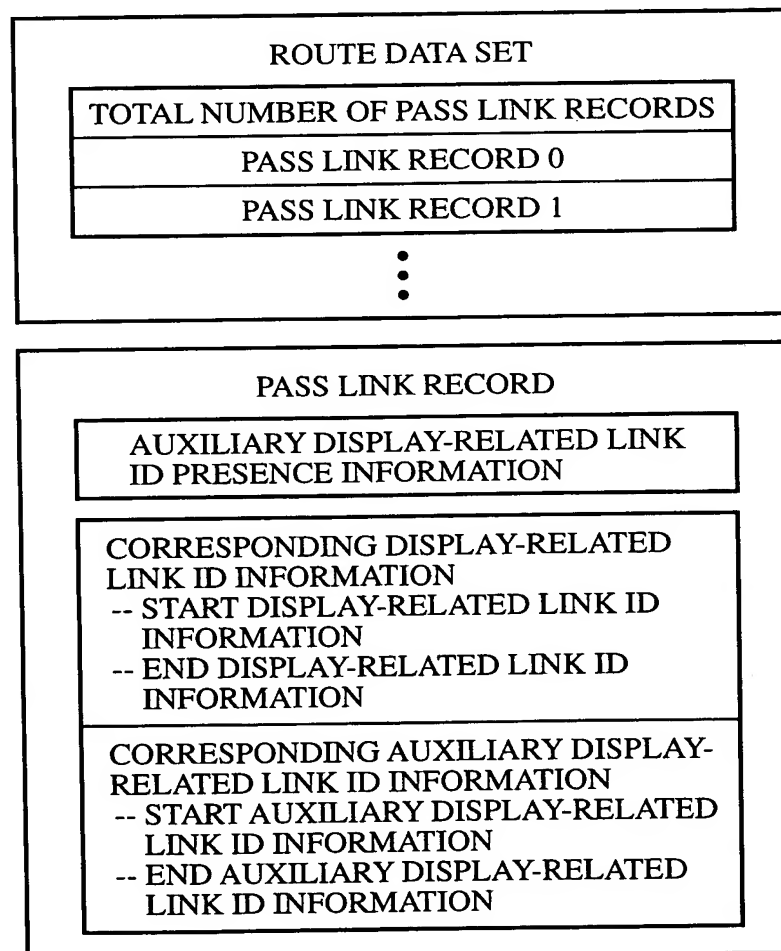 ROUTE DATA SET
TOTAL NUMBER OF PASS LINK RECORDS
PASS LINK RECORD 0
PASS LINK RECORD 1
PASS LINK RECORD
AUXILIARY DISPLAY-RELATED LINK
ID PRESENCE INFORMATION
CORRESPONDING DISPLAY-RELATED
LINK ID INFORMATION
-- START DISPLAY-RELATED LINK ID
INFORMATION
-- END DISPLAY-RELATED LINK ID
INFORMATION
CORRESPONDING AUXILIARY DISPLAY-
RELATED LINK ID INFORMATION
-- START AUXILIARY DISPLAY-RELATED
LINK ID INFORMATION
-- END AUXILIARY DISPLAY-RELATED
LINK ID INFORMATION